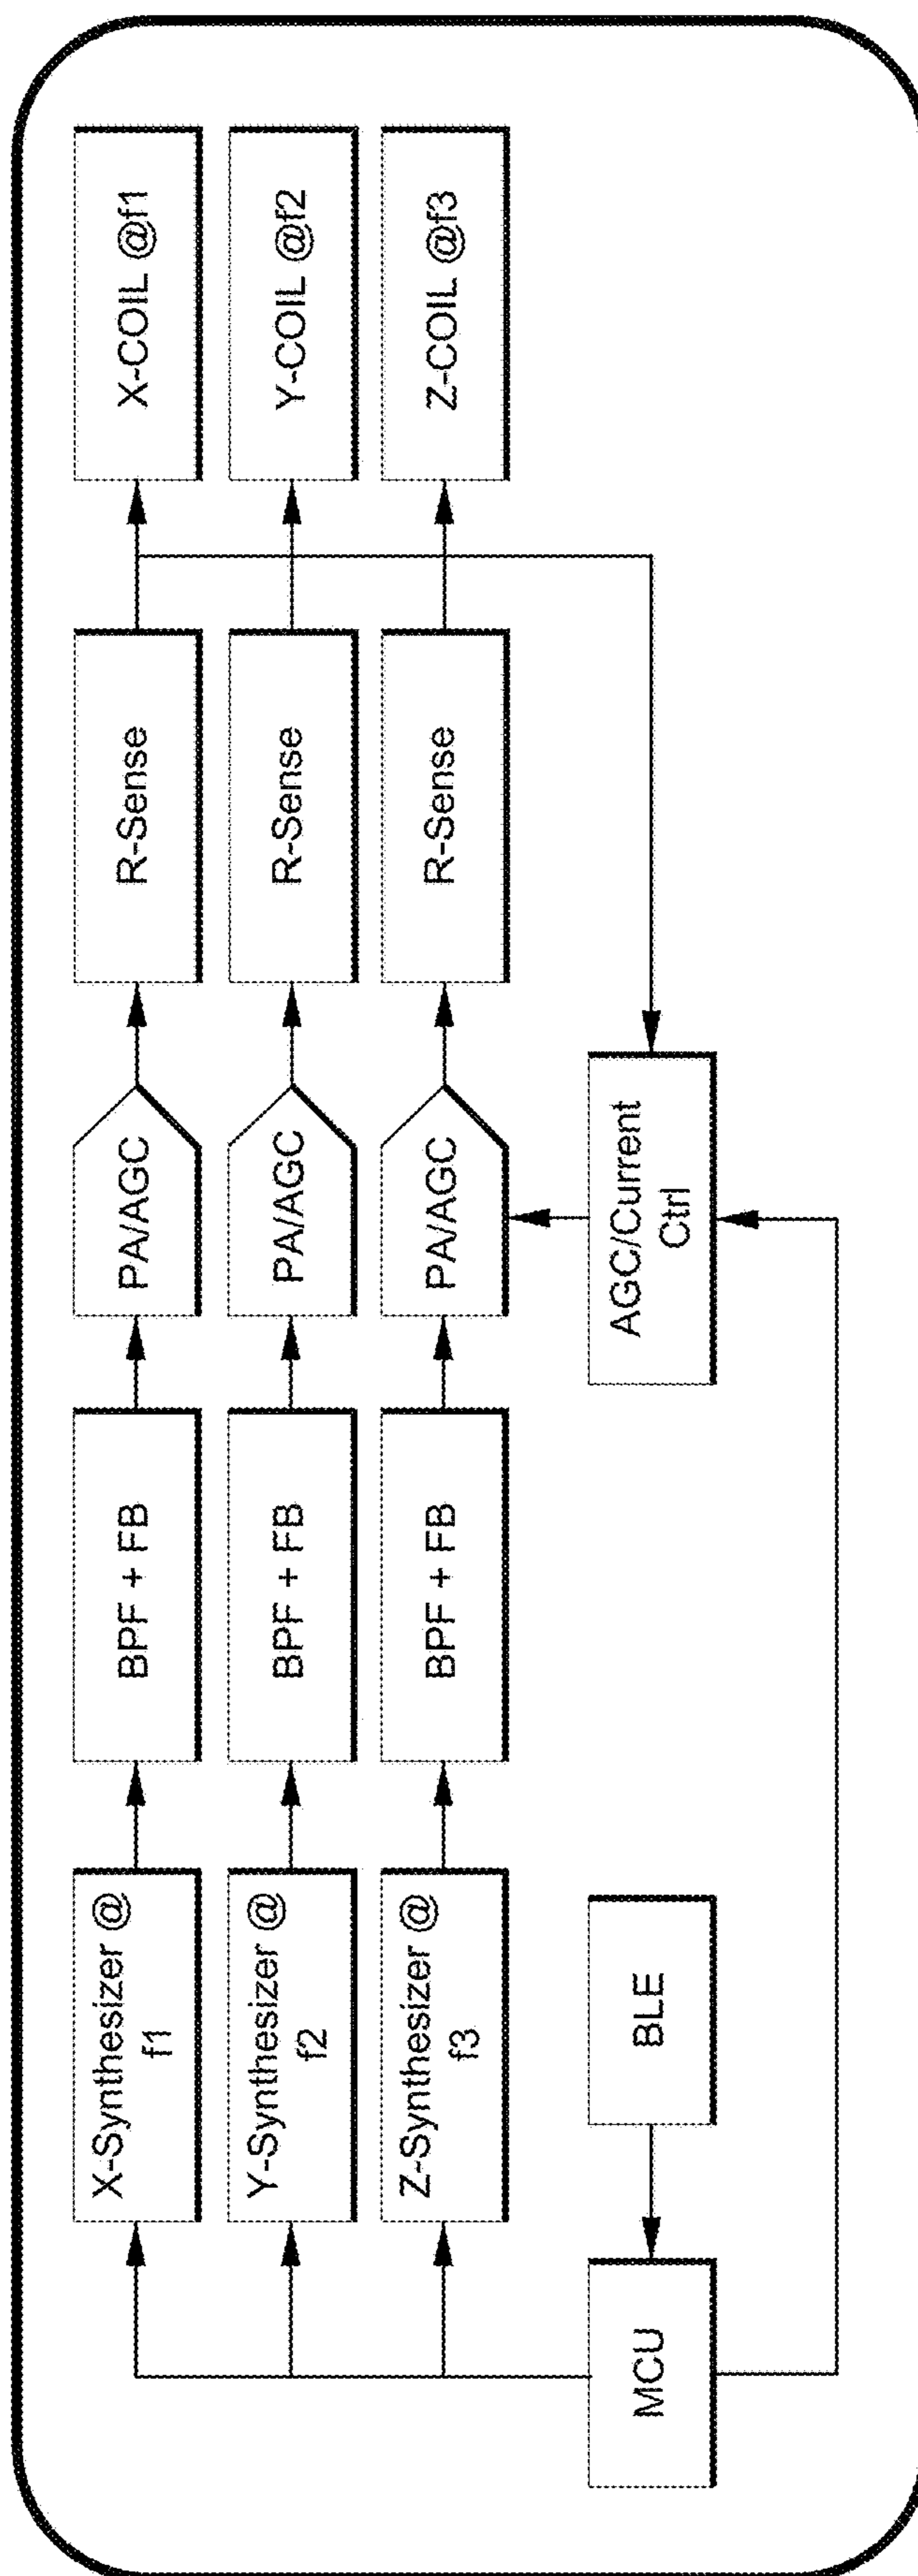 X-Synthesizer @
f1
BPF + FB
PA/AGC
R-Sense
X-COIL @f1
Y-Synthesizer @
f2
BPF + FB
PA/AGC
R-Sense
Y-COIL @f2
Z-Synthesizer @
f3
BPF + FB
PA/AGC
R-Sense
Z-COIL @f3
MCU
BLE
AGC/Current
Ctrl